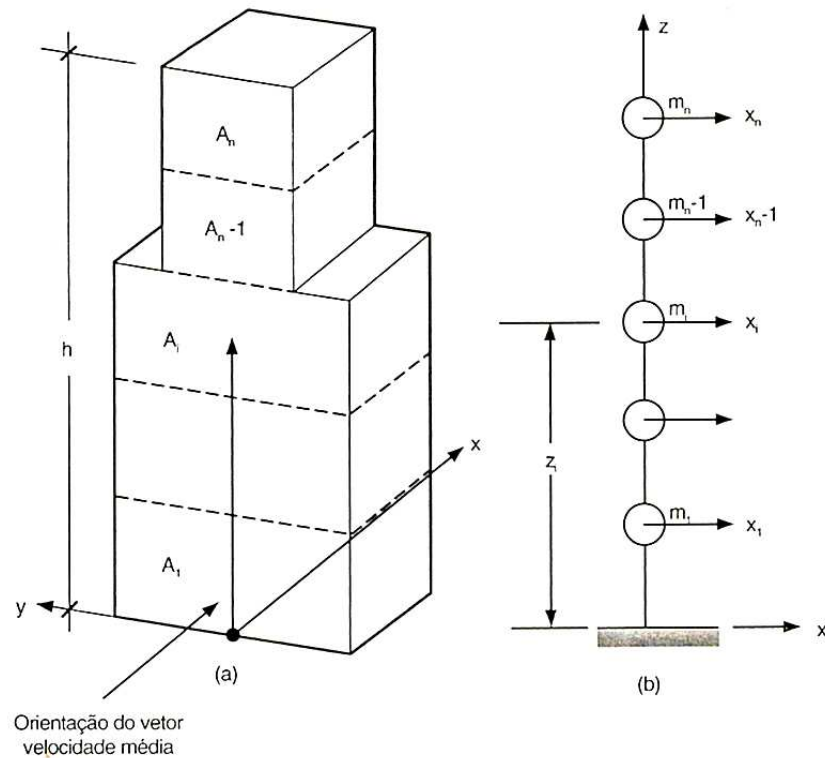 h
Aₙ
Aₙ-1
Aᵢ
A₁
x
y
(a)
Orientação do vetor
velocidade média
z
mₙ
xₙ
mₙ-1
xₙ-1
mᵢ
xᵢ
zᵢ
m₁
x₁
x
(b)